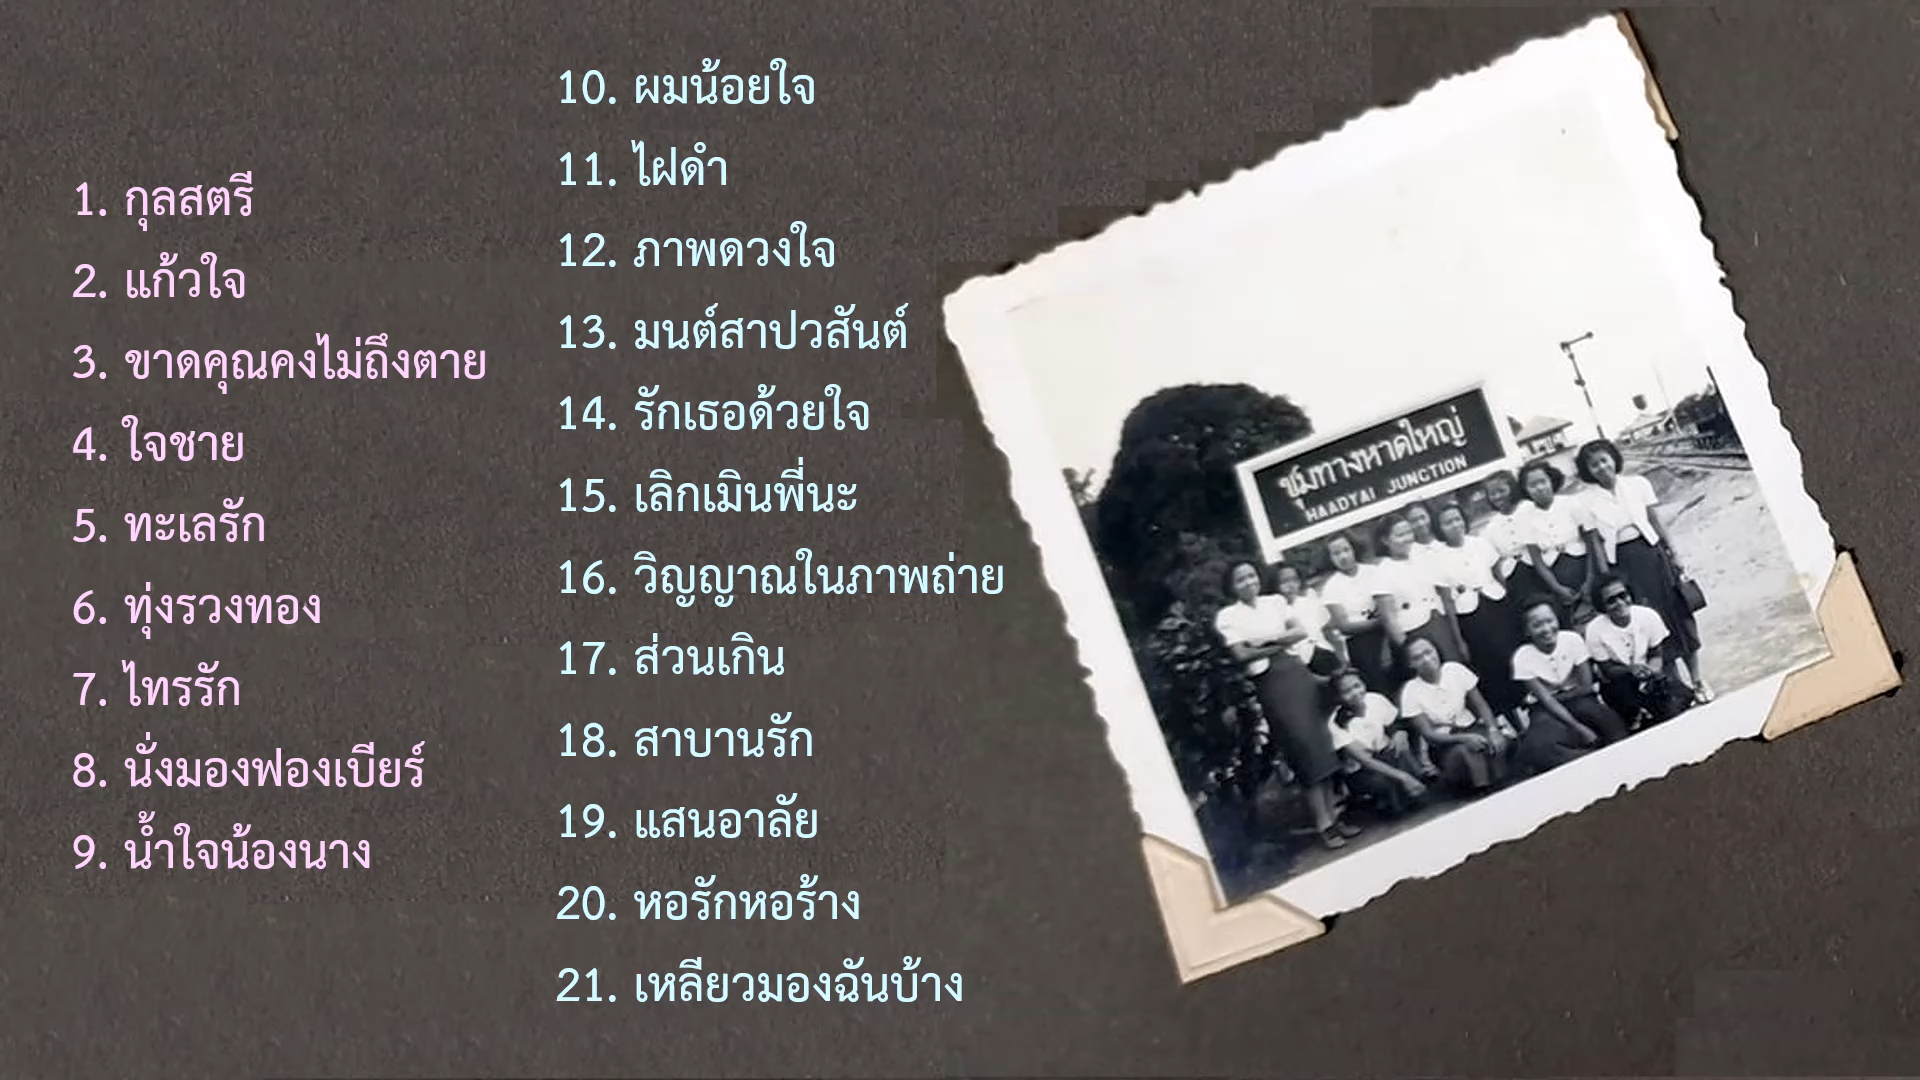 1. กุลสตรี
2. แก้วใจ
3. ขาดคุณคงไม่ถึงตาย
4. ใจชาย
5. ทะเลรัก
6. ทุ่งรวงทอง
7. ไทรรัก
8. นั่งมองฟองเบียร์
9. น้ำใจน้องนาง
10. ผมน้อยใจ
11. ไฝดำ
12. ภาพดวงใจ
13. มนต์สาปวสันต์
14. รักเธอด้วยใจ
15. เลิกเมินพี่นะ
16. วิญญาณในภาพถ่าย
17. ส่วนเกิน
18. สาบานรัก
19. แสนอาลัย
20. หอรักหอร้าง
21. เหลียวมองฉันบ้าง
ชุมทางหาดใหญ่
HAADYAI JUNCTION